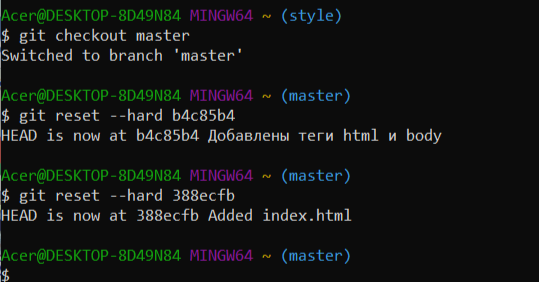 Acer@DESKTOP-8D49N84 MINGW64 ~ (style)
$ git checkout master
Switched to branch 'master'
Acer@DESKTOP-8D49N84 MINGW64 ~ (master)
$ git reset --hard b4c85b4
HEAD is now at b4c85b4 Добавлены теги html и body
Acer@DESKTOP-8D49N84 MINGW64 ~ (master)
$ git reset --hard 388ecfb
HEAD is now at 388ecfb Added index.html
Acer@DESKTOP-8D49N84 MINGW64 ~ (master)
$